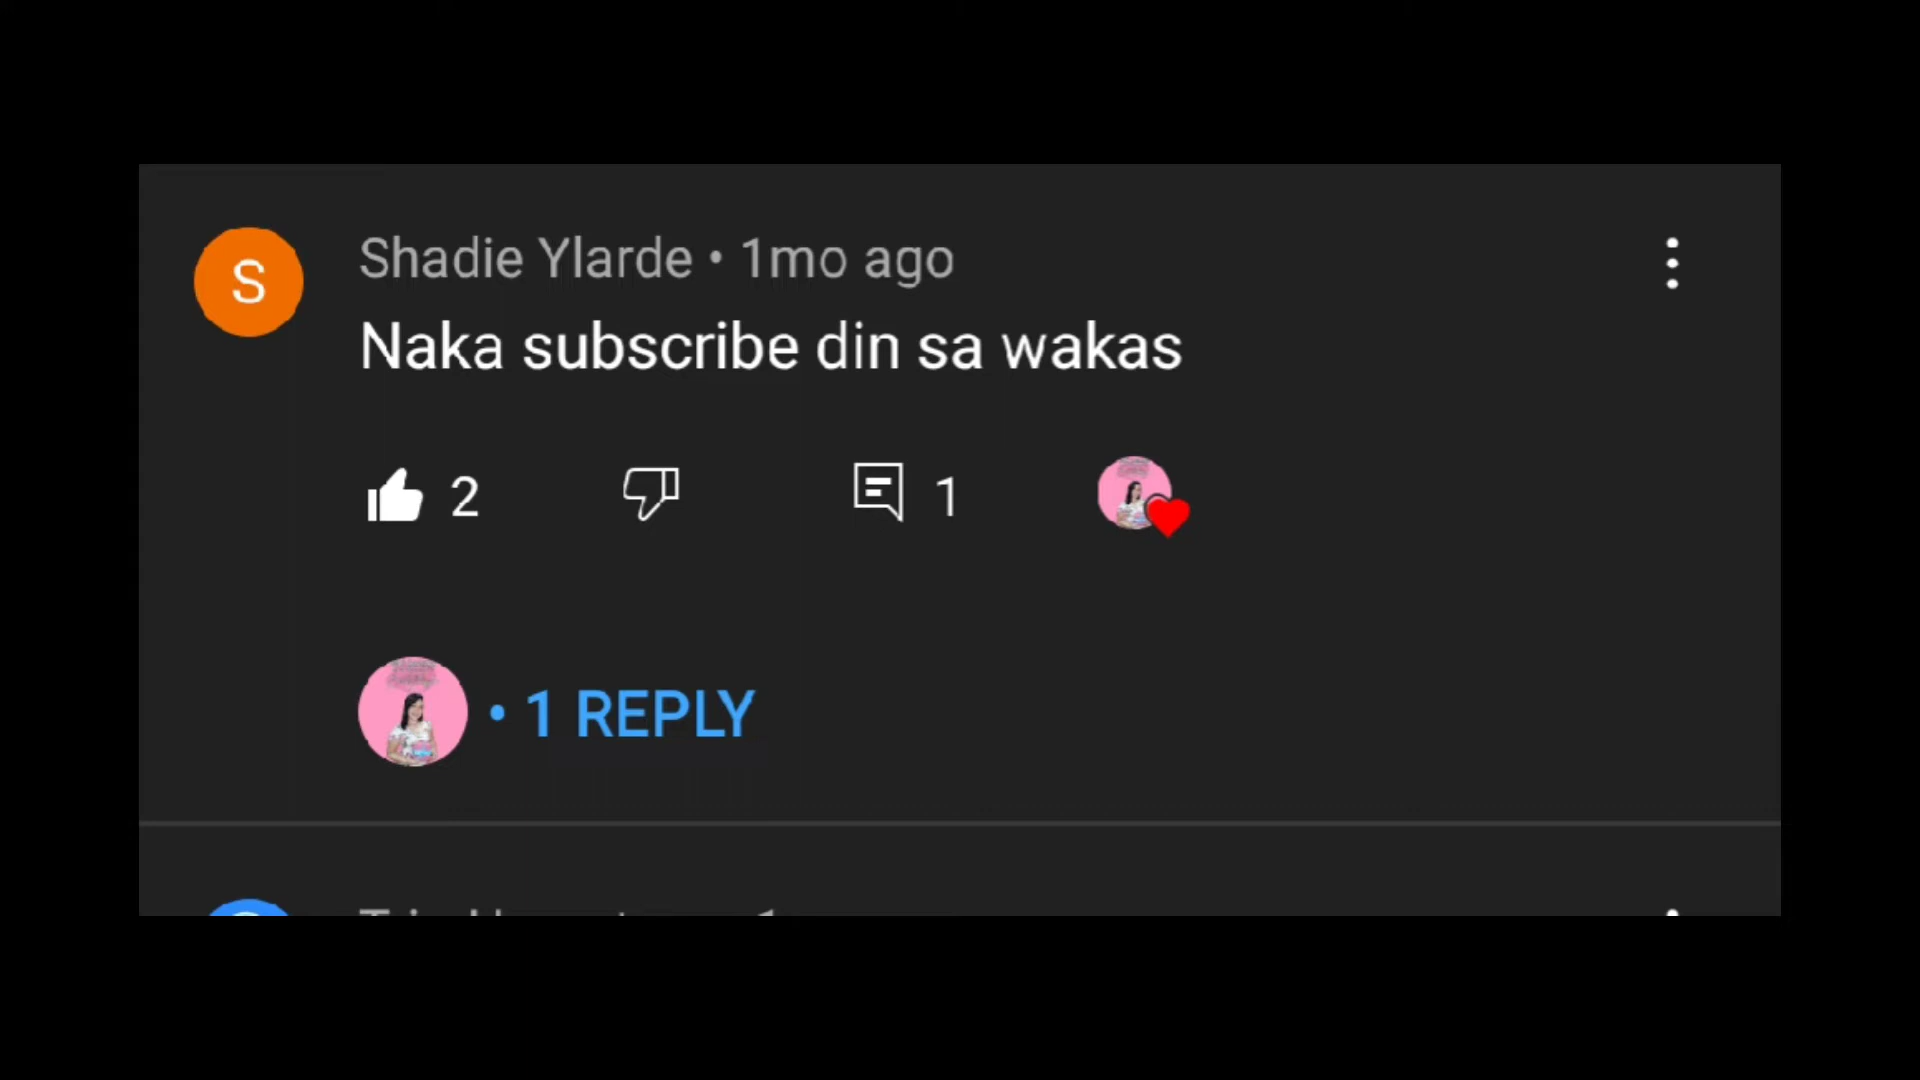 S
Shadie Ylarde • 1mo ago
Naka subscribe din sa wakas
2
1
• 1 REPLY